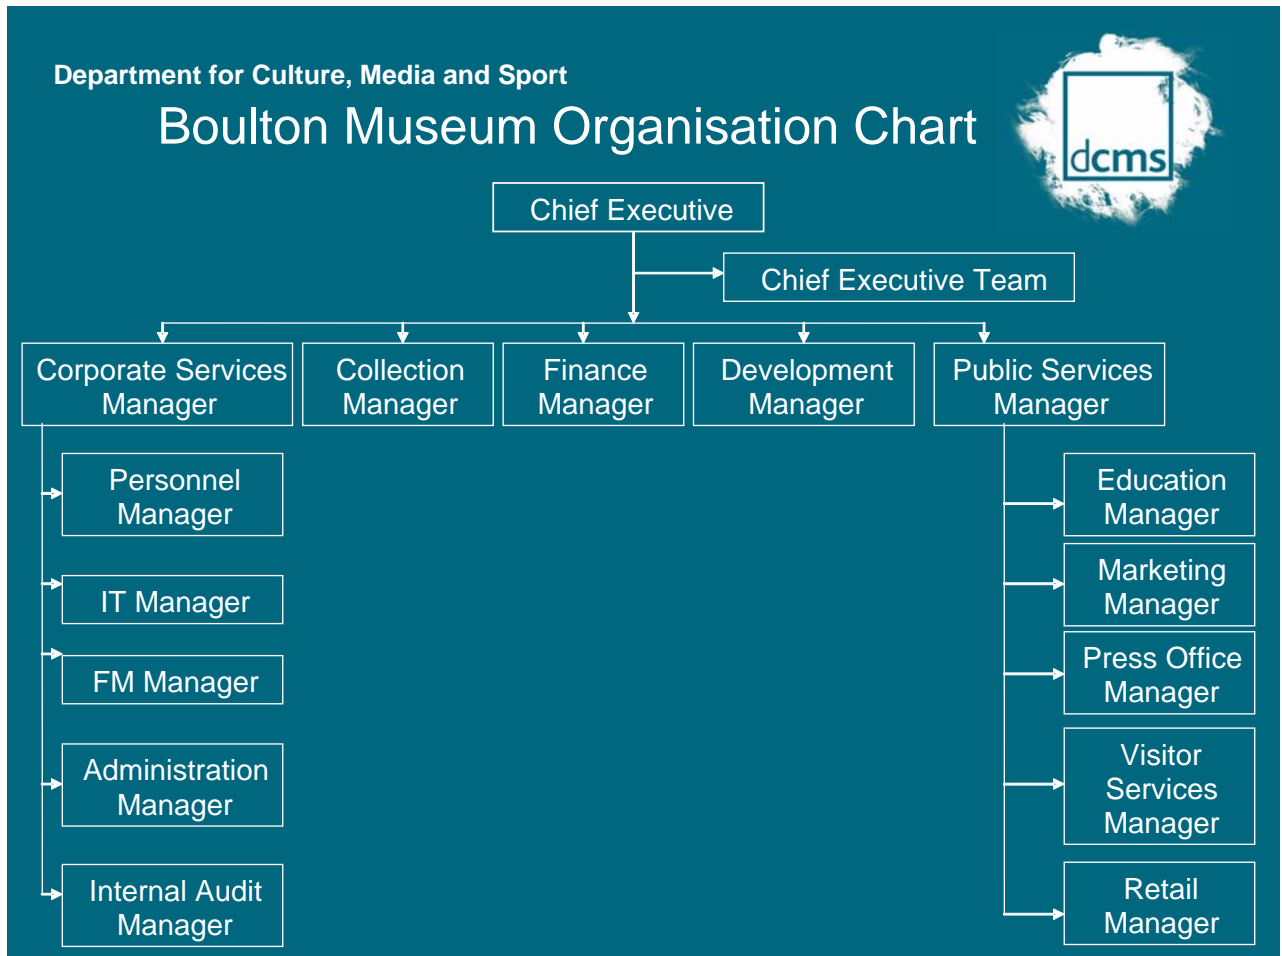 Department for Culture, Media and Sport
Boulton Museum Organisation Chart
dcms
Chief Executive
Chief Executive Team
Corporate Services
Manager
Collection
Manager
Finance
Manager
Development
Manager
Public Services
Manager
Personnel
Manager
IT Manager
FM Manager
Administration
Manager
Internal Audit
Manager
Education
Manager
Marketing
Manager
Press Office
Manager
Visitor
Services
Manager
Retail
Manager